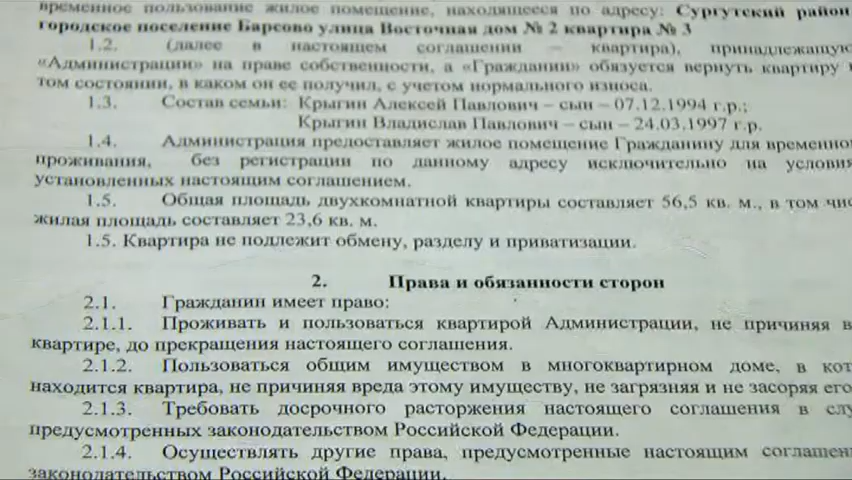 временное пользование жилое помещение, находящееся по адресу: Сургутский район
городское поселение Барсово улица Восточная дом № 2 квартира № 3
1.2. (далее в настоящем соглашении – квартира), принадлежащую
«Администрации» на праве собственности, а «Гражданин» обязуется вернуть квартиру в
том состоянии, в каком он ее получил, с учетом нормального износа.
1.3. Состав семьи: Крыгин Алексей Павлович – сын – 07.12.1994 г.р.;
Крыгин Владислав Павлович – сын – 24.03.1997 г.р.
1.4. Администрация предоставляет жилое помещение Гражданину для временног
проживания, без регистрации по данному адресу исключительно на условия
установленных настоящим соглашением.
1.5. Общая площадь двухкомнатной квартиры составляет 56,5 кв. м., в том чис
жилая площадь составляет 23,6 кв. м.
1.5. Квартира не подлежит обмену, разделу и приватизации.
2. Права и обязанности сторон
2.1. Гражданин имеет право:
2.1.1. Проживать и пользоваться квартирой Администрации, не причиняя в
квартире, до прекращения настоящего соглашения.
2.1.2. Пользоваться общим имуществом в многоквартирном доме, в кот
находится квартира, не причиняя вреда этому имуществу, не загрязняя и не засоряя его
2.1.3. Требовать досрочного расторжения настоящего соглашения в слу
предусмотренных законодательством Российской Федерации.
2.1.4. Осуществлять другие права, предусмотренные настоящим соглашени
законодательством Российской Федерации.